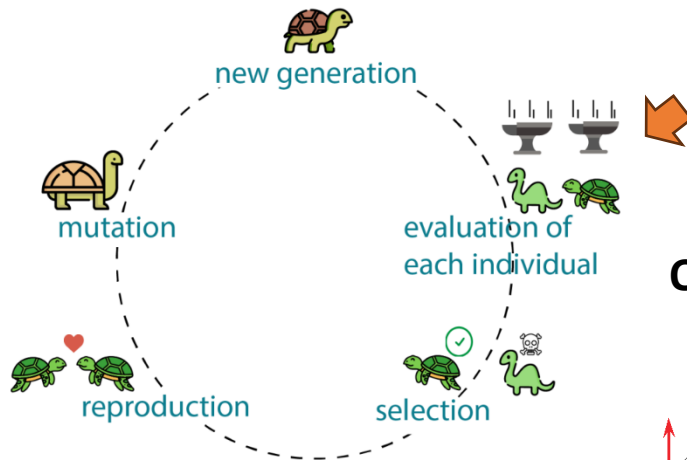 new generation
evaluation of
each individual
mutation
reproduction
selection